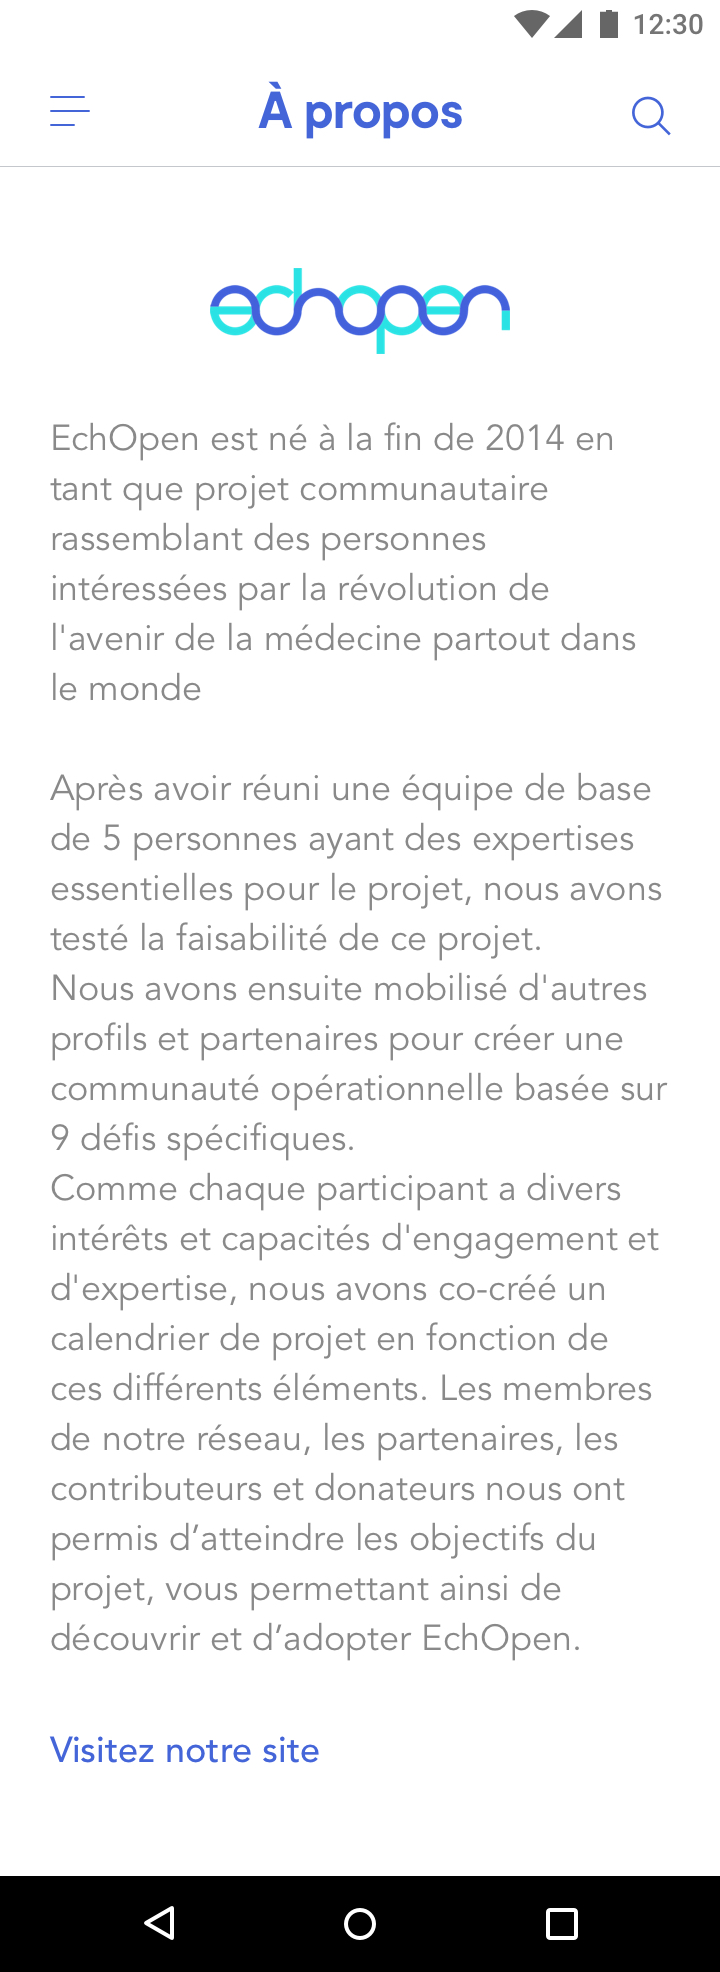 12:30
À propos
echopen
EchOpen est né à la fin de 2014 en
tant que projet communautaire
rassemblant des personnes
intéressées par la révolution de
l'avenir de la médecine partout dans
le monde
Après avoir réuni une équipe de base
de 5 personnes ayant des expertises
essentielles pour le projet, nous avons
testé la faisabilité de ce projet.
Nous avons ensuite mobilisé d'autres
profils et partenaires pour créer une
communauté opérationnelle basée sur
9 défis spécifiques.
Comme chaque participant a divers
intérêts et capacités d'engagement et
d'expertise, nous avons co-créé un
calendrier de projet en fonction de
ces différents éléments. Les membres
de notre réseau, les partenaires, les
contributeurs et donateurs nous ont
permis d’atteindre les objectifs du
projet, vous permettant ainsi de
découvrir et d’adopter EchOpen.
Visitez notre site